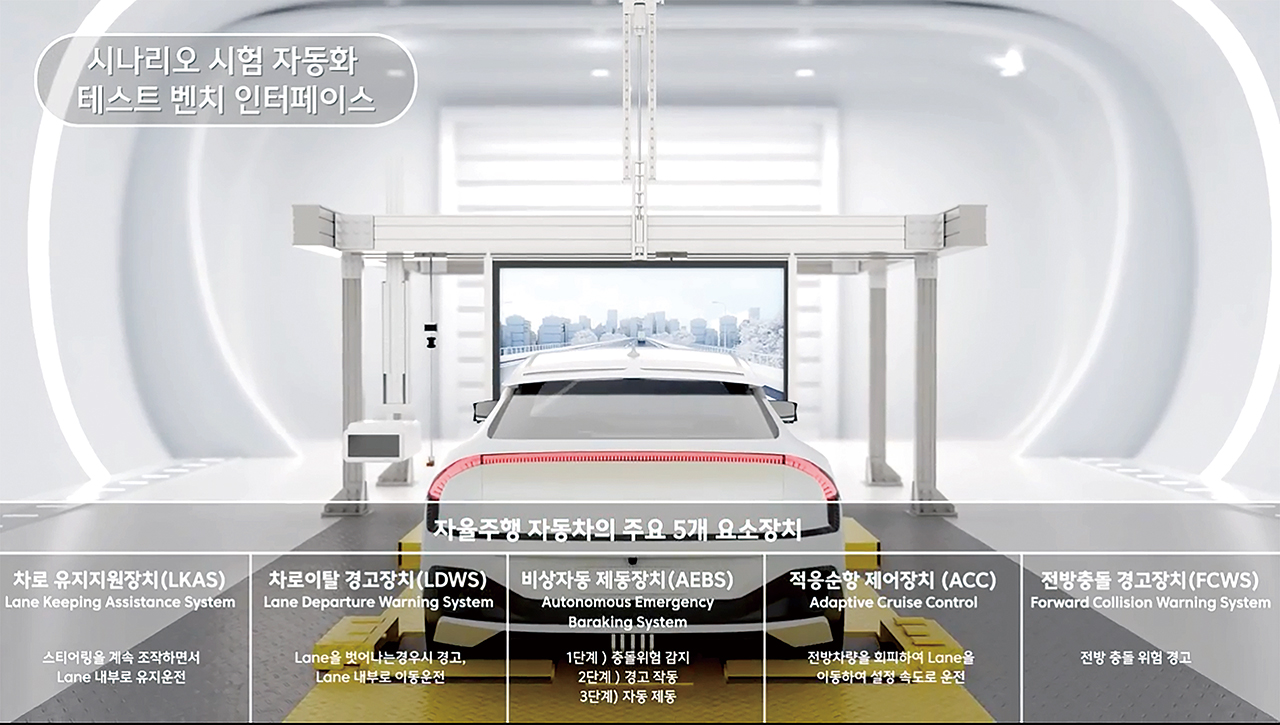 시나리오 시험 자동화
테스트 벤치 인터페이스
자율주행 자동차의 주요 5개 요소장치
차로 유지지원장치(LKAS)
Lane Keeping Assistance System
스티어링을 계속 조작하면서
Lane 내부로 유지운전
차로이탈 경고장치(LDWS)
Lane Departure Warning System
Lane을 벗어나는경우시 경고,
Lane 내부로 이동운전
비상자동 제동장치(AEBS)
Autonomous Emergency
Baraking System
1단계 ) 충돌위험 감지
2단계 ) 경고 작동
3단계) 자동 제동
적응순항 제어장치 (ACC)
Adaptive Cruise Control
전방차량을 회피하여 Lane을
이동하여 설정 속도로 운전
전방충돌 경고장치(FCWS)
Forward Collision Warning System
전방 충돌 위험 경고